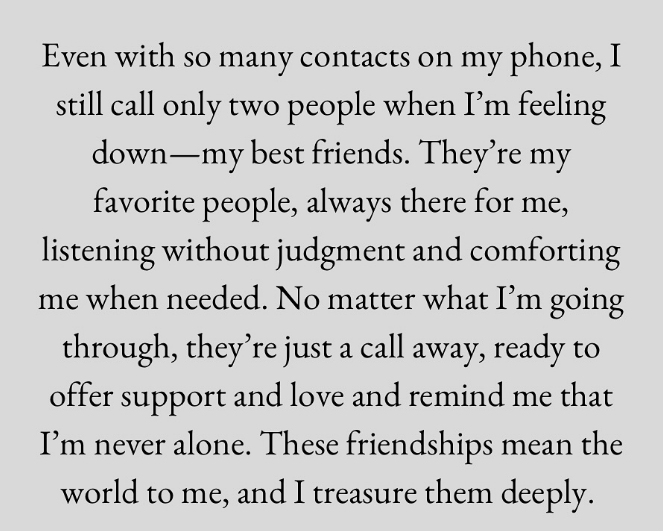 Even with so many contacts on my phone, I
still call only two people when I’m feeling
down—my best friends. They’re my
favorite people, always there for me,
listening without judgment and comforting
me when needed. No matter what I’m going
through, they’re just a call away, ready to
offer support and love and remind me that
I’m never alone. These friendships mean the
world to me, and I treasure them deeply.